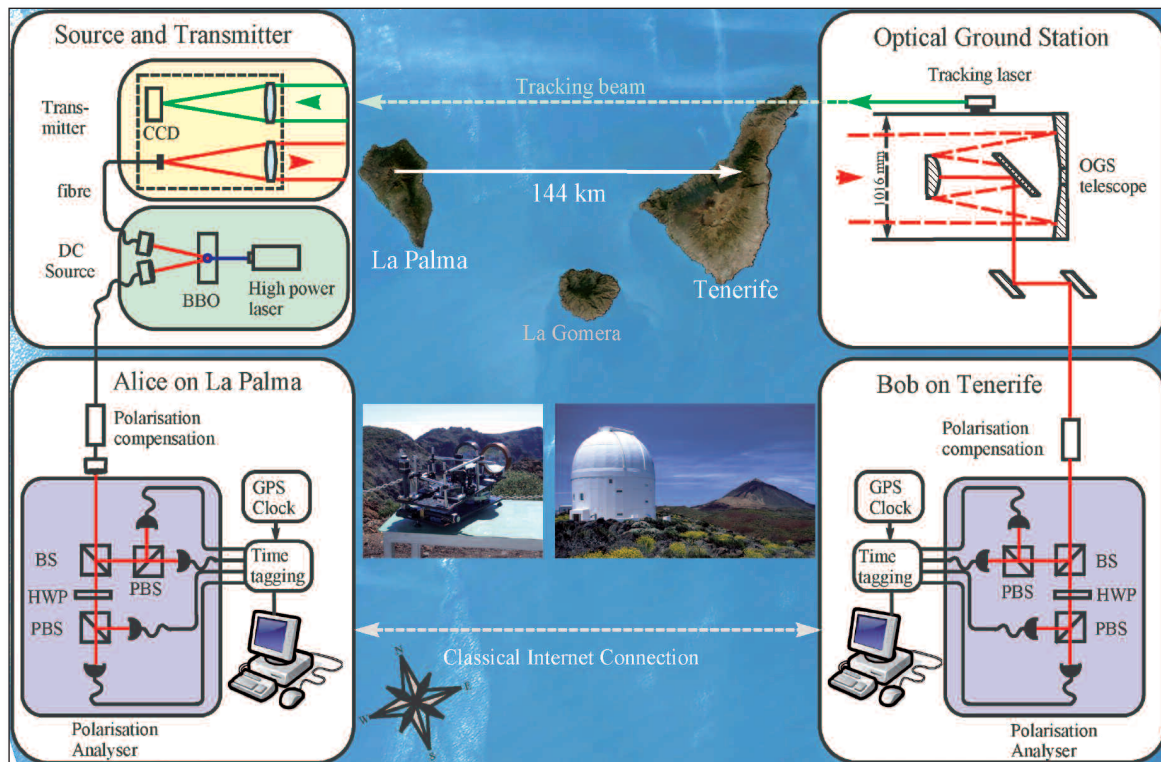 Source and Transmitter
Trans-
mitter
CCD
fibre
DC
Source
BBO
High power
laser
Tracking beam
144 km
La Palma
Tenerife
La Gomera
Optical Ground Station
Tracking laser
1016 mm
OGS
telescope
Alice on La Palma
Polarisation
compensation
GPS
Clock
Time
tagging
BS
PBS
HWP
PBS
Polarisation
Analyser
Classical Internet Connection
N
E
S
W
Bob on Tenerife
Polarisation
compensation
GPS
Clock
Time
tagging
BS
PBS
HWP
PBS
Polarisation
Analyser